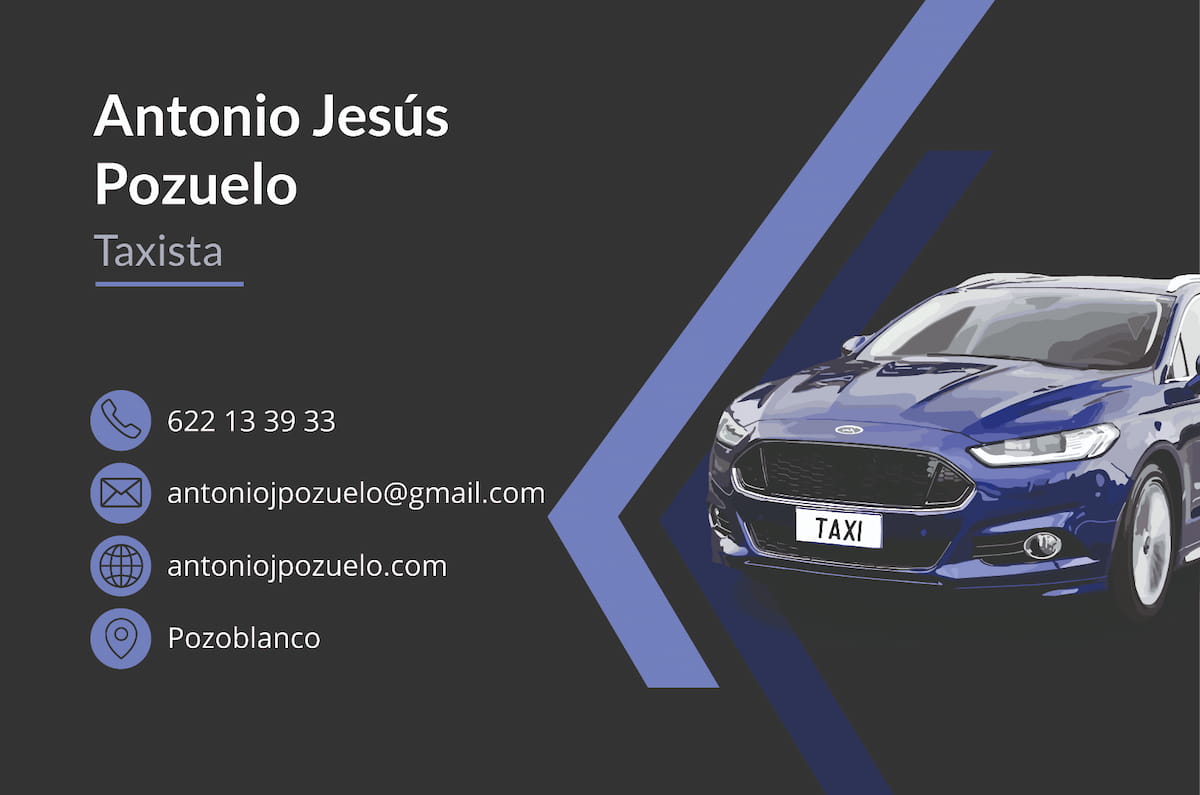 Antonio Jesús
Pozuelo
Taxista
622 13 39 33
antoniojpozuelo@gmail.com
antoniojpozuelo.com
Pozoblanco
TAXI